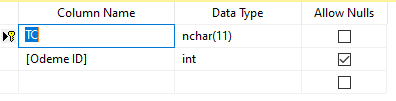 Column Name Data Type Allow Nulls
TC nchar(11)
[Odeme ID] int